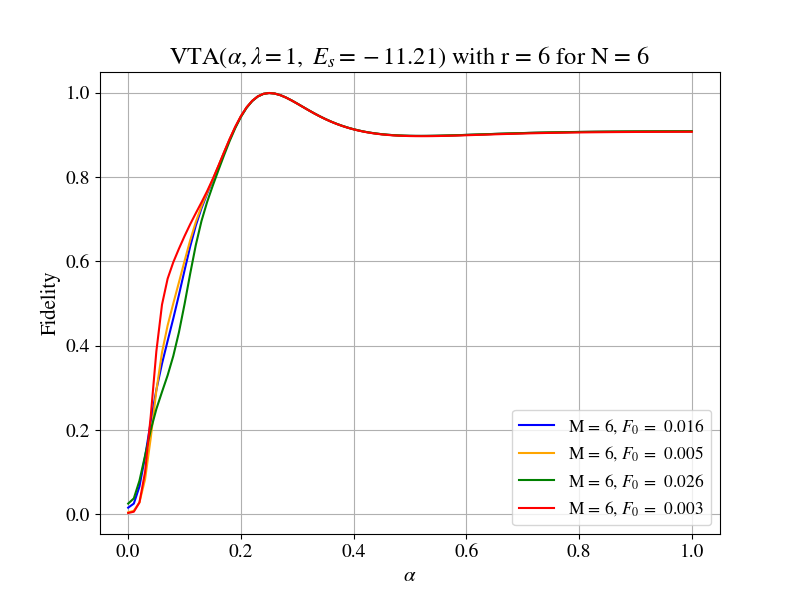 VTA(α, λ = 1, E_s = −11.21) with r = 6 for N = 6
Fidelity
1.0
0.8
0.6
0.4
0.2
0.0
M = 6, F_0 = 0.016
M = 6, F_0 = 0.005
M = 6, F_0 = 0.026
M = 6, F_0 = 0.003
0.0 0.2 0.4 0.6 0.8 1.0
α